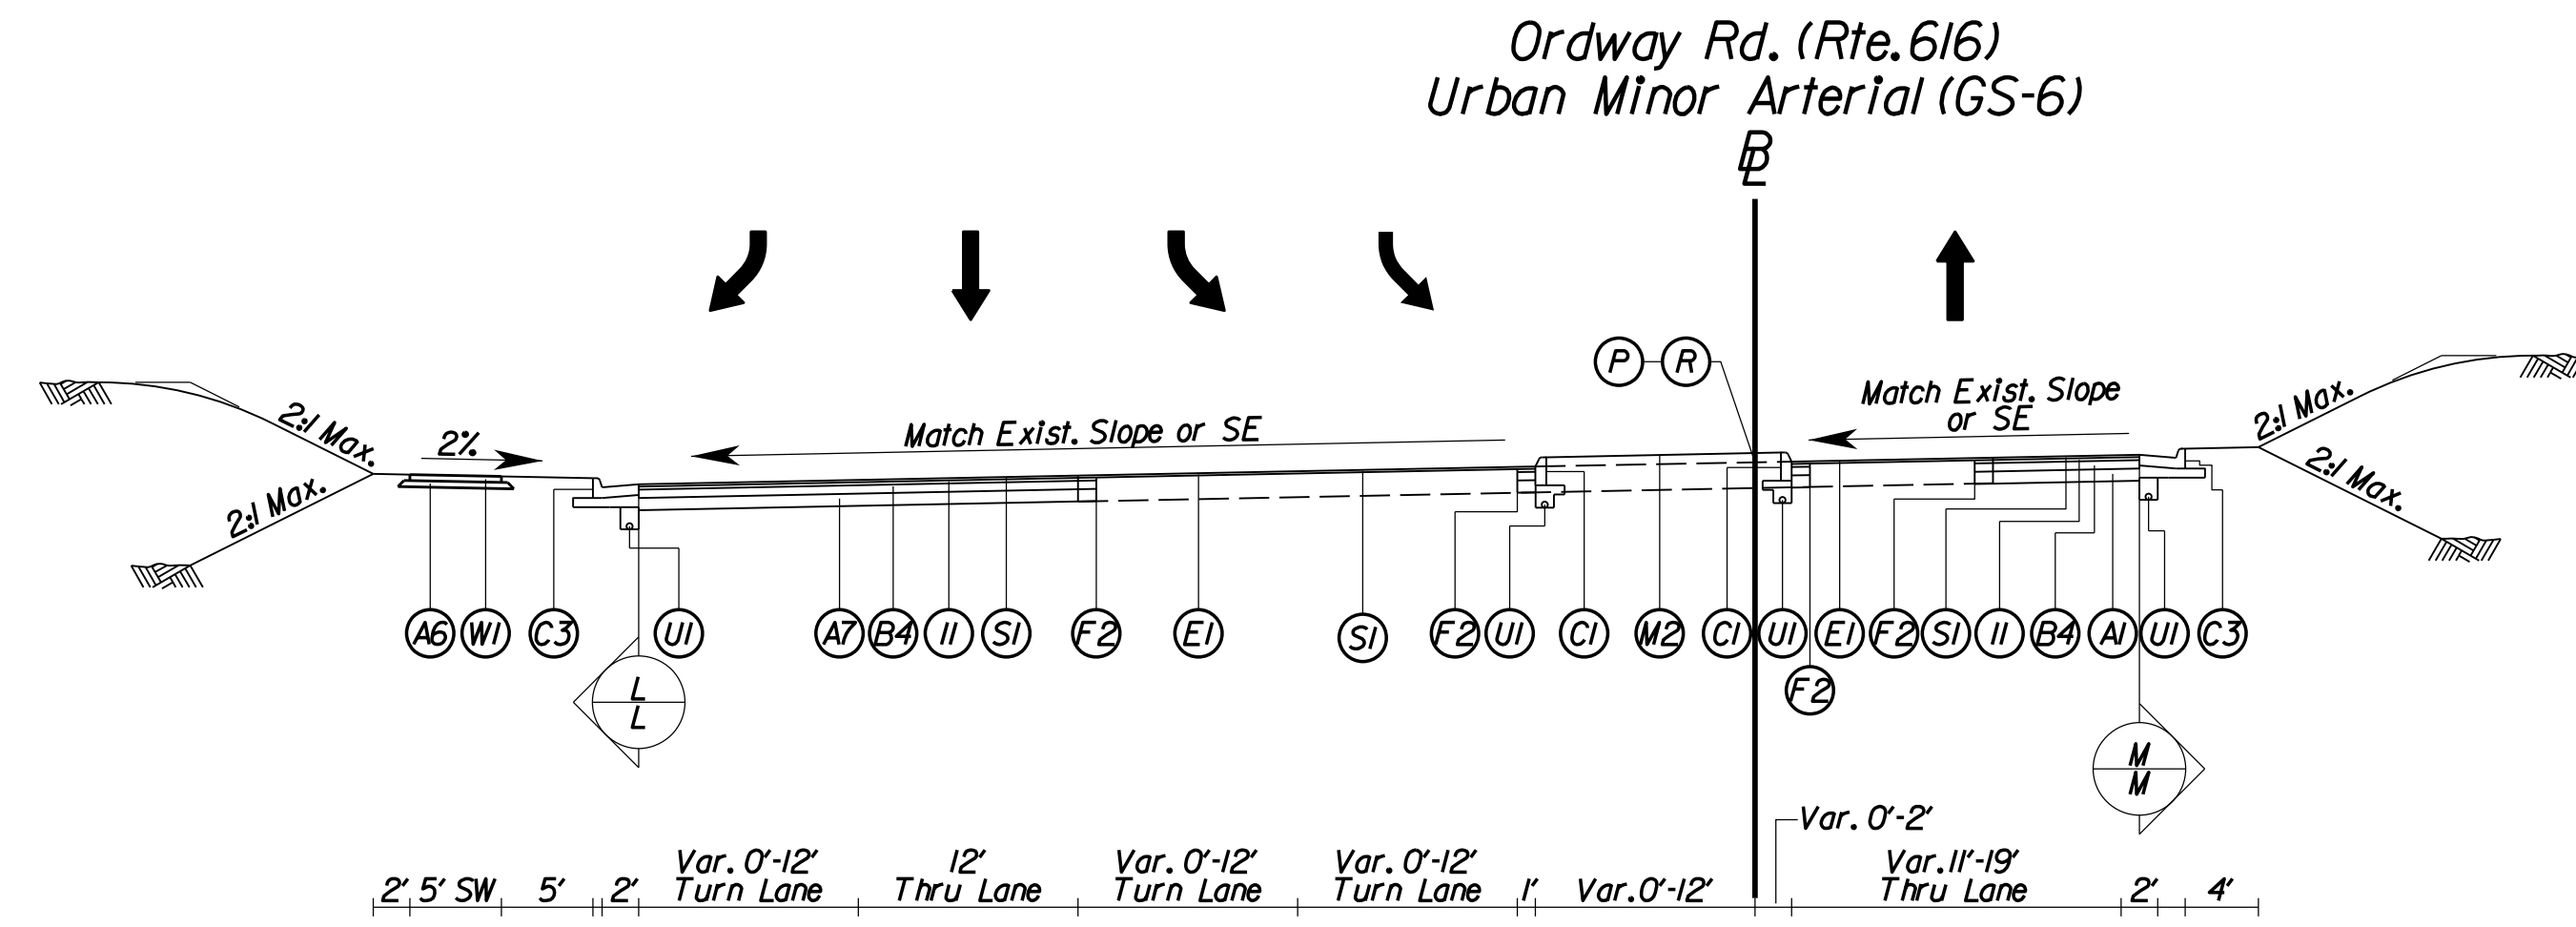 Ordway Rd. (Rte. 616)
Urban Minor Arterial (GS-6)
BL
P R
Match Exist. Slope
or SE
Match Exist. Slope or SE
2:1 Max.
2%
2:1 Max.
2:1 Max.
2:1 Max.
A6 W1 C3 U1 A7 B4 I1 S1 F2 E1 S1 F2 U1 C1 M2 C1 U1 E1 F2 S1 I1 B4 A1 U1 C3
F2
L
L
M
M
Var. 0'-2'
Var. 0'-12' 12' Var. 0'-12' Var. 0'-12' Var. 11'-19'
2' 5' SW 5' 2' Turn Lane Thru Lane Turn Lane Turn Lane 1' Var. 0'-12' Thru Lane 2' 4'